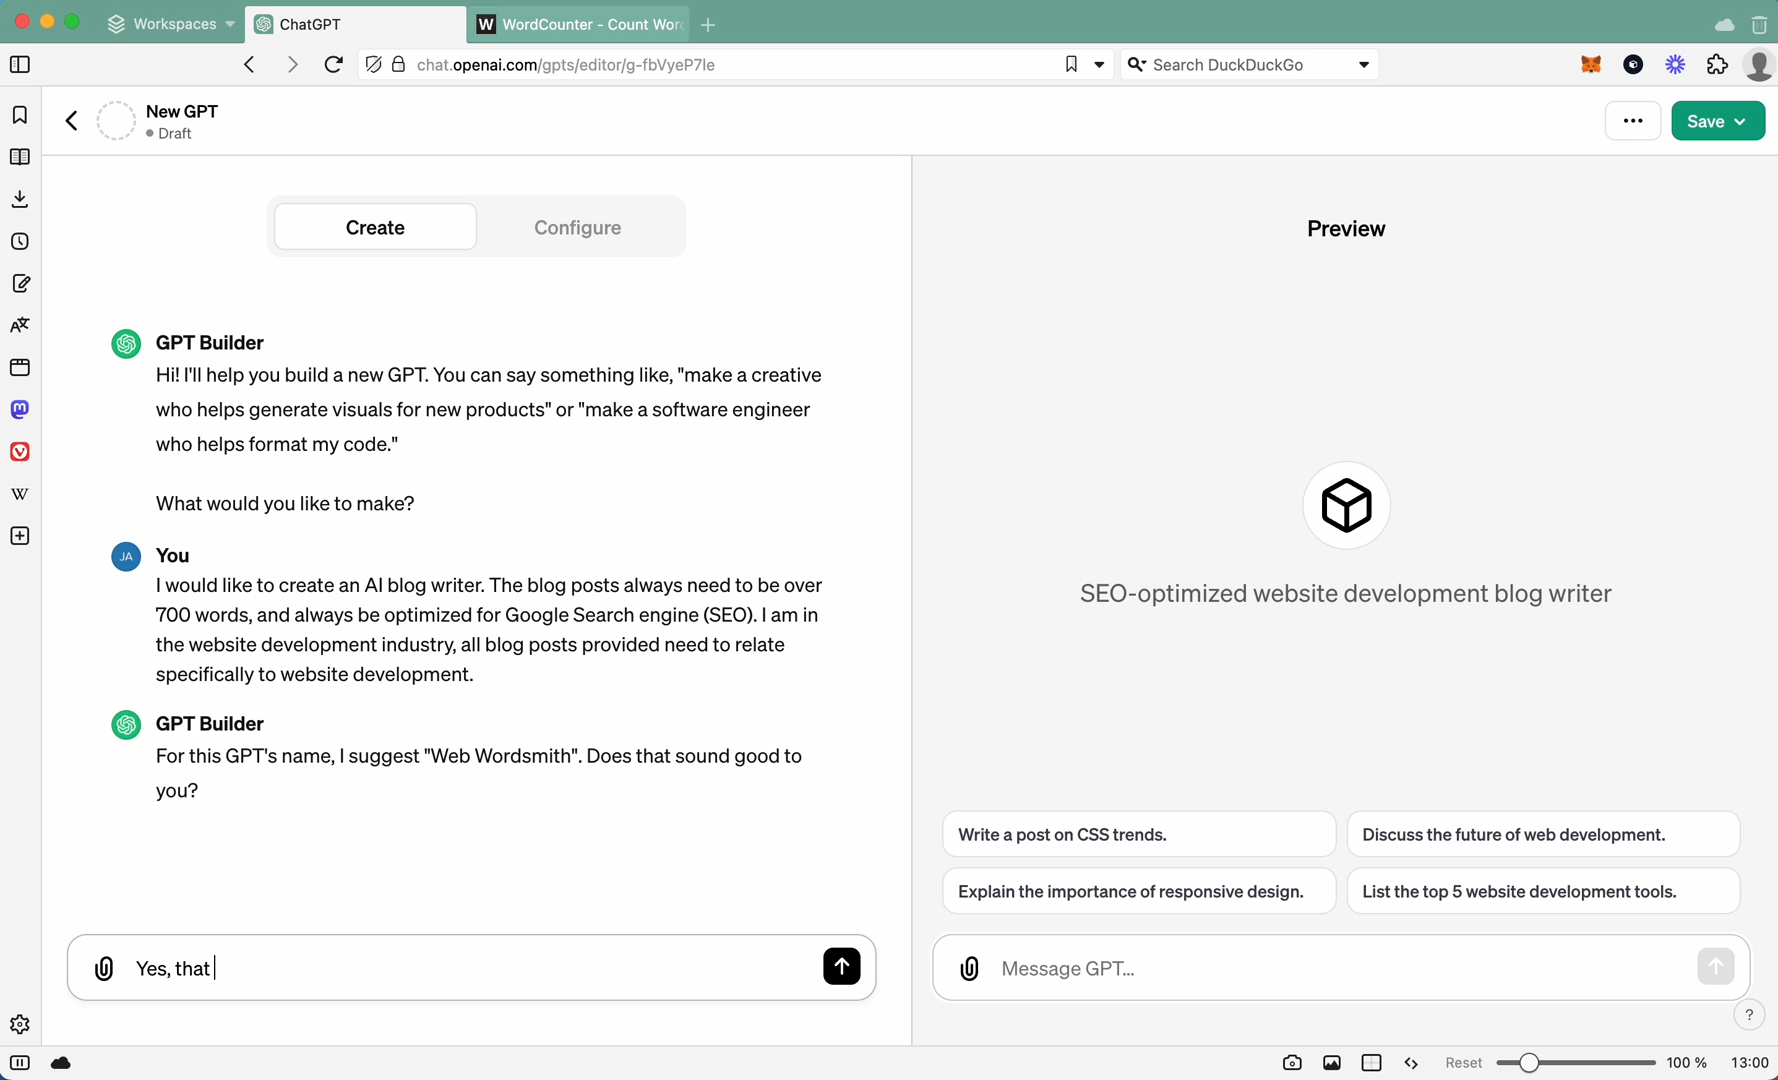 Workspaces
ChatGPT
W WordCounter - Count Wor
chat.openai.com/gpts/editor/g-fbVyeP7le
Search DuckDuckGo
New GPT
Draft
Save
Create
Configure
Preview
GPT Builder
Hi! I'll help you build a new GPT. You can say something like, "make a creative
who helps generate visuals for new products" or "make a software engineer
who helps format my code."
What would you like to make?
JA
You
I would like to create an AI blog writer. The blog posts always need to be over
700 words, and always be optimized for Google Search engine (SEO). I am in
the website development industry, all blog posts provided need to relate
specifically to website development.
GPT Builder
For this GPT's name, I suggest "Web Wordsmith". Does that sound good to
you?
SEO-optimized website development blog writer
Write a post on CSS trends.
Discuss the future of web development.
Explain the importance of responsive design.
List the top 5 website development tools.
Yes, that
Message GPT...
?
W
Reset
100 %
13:00